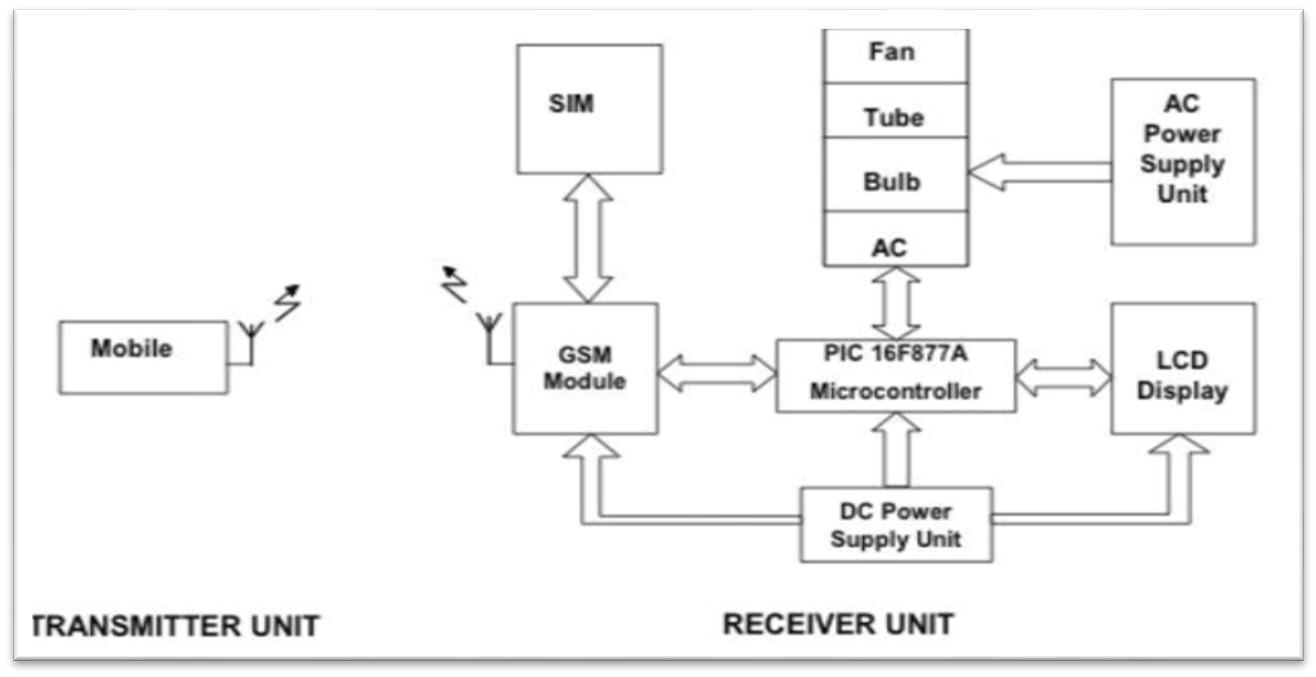 Fan
Tube
Bulb
AC
SIM
AC
Power
Supply
Unit
Mobile
GSM
Module
PIC 16F877A
Microcontroller
LCD
Display
DC Power
Supply Unit
TRANSMITTER UNIT
RECEIVER UNIT